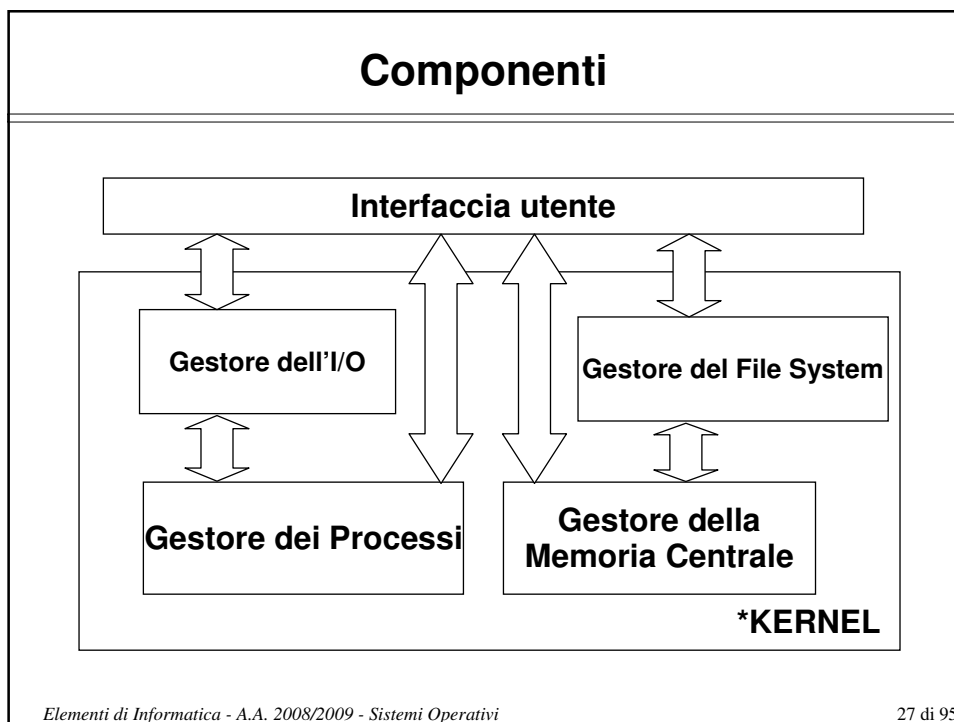 Componenti
Interfaccia utente
Gestore dell'I/O
Gestore del File System
Gestore dei Processi
Gestore della
Memoria Centrale
*KERNEL
Elementi di Informatica - A.A. 2008/2009 - Sistemi Operativi
27 di 95